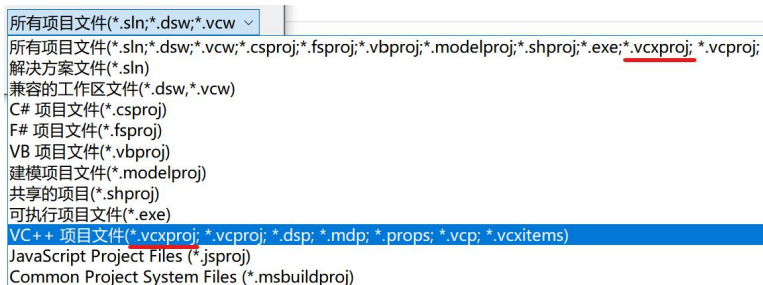 所有项目文件(*.sln;*.dsw;*.vcw
所有项目文件(*.sln;*.dsw;*.vcw;*.csproj;*.fsproj;*.vbproj;*.modelproj;*.shproj;*.exe;*.vcxproj; *.vcproj;
解决方案文件(*.sln)
兼容的工作区文件(*.dsw,*.vcw)
C# 项目文件(*.csproj)
F# 项目文件(*.fsproj)
VB 项目文件(*.vbproj)
建模项目文件(*.modelproj)
共享的项目(*.shproj)
可执行项目文件(*.exe)
VC++ 项目文件(*.vcxproj; *.vcproj; *.dsp; *.mdp; *.props; *.vcp; *.vcxitems)
JavaScript Project Files (*.jsproj)
Common Project System Files (*.msbuildproj)